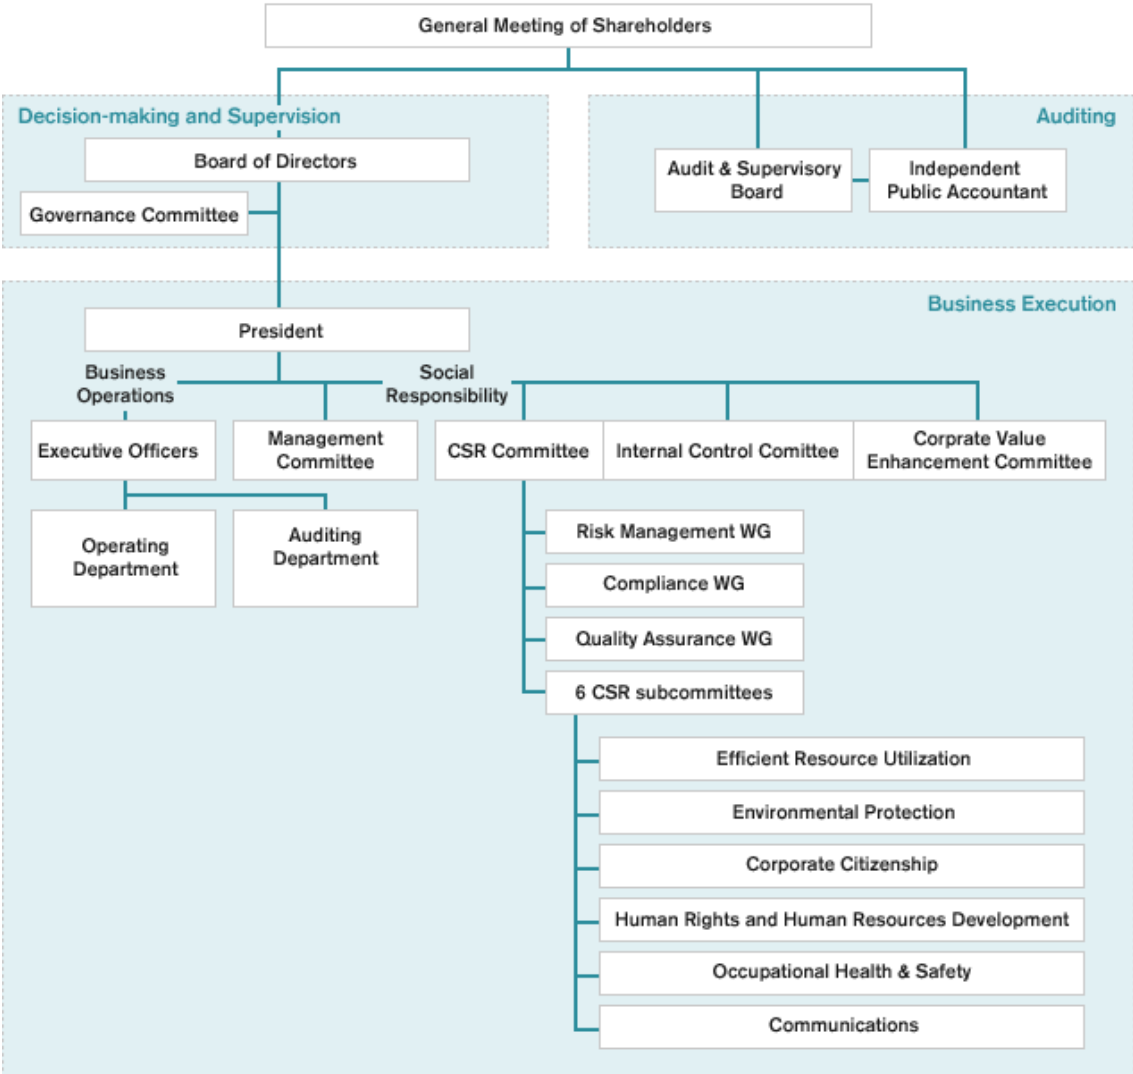 General Meeting of Shareholders
Decision-making and Supervision
Auditing
Board of Directors
Governance Committee
Audit & Supervisory
Board
Independent
Public Accountant
Business Execution
President
Business
Operations
Social
Responsibility
Executive Officers
Management
Committee
CSR Committee
Internal Control Comittee
Corprate Value
Enhancement Committee
Operating
Department
Auditing
Department
Risk Management WG
Compliance WG
Quality Assurance WG
6 CSR subcommittees
Efficient Resource Utilization
Environmental Protection
Corporate Citizenship
Human Rights and Human Resources Development
Occupational Health & Safety
Communications